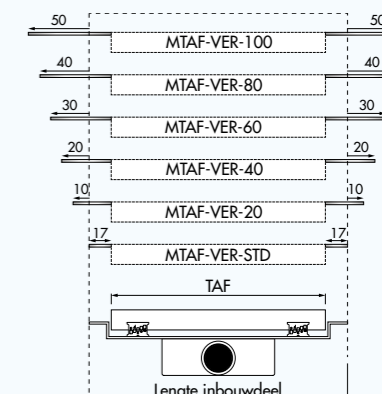 50 50
MTAF-VER-100
40 40
MTAF-VER-80
30 30
MTAF-VER-60
20 20
MTAF-VER-40
10 10
MTAF-VER-20
17 17
MTAF-VER-STD
TAF
Lengte inbouwdeel